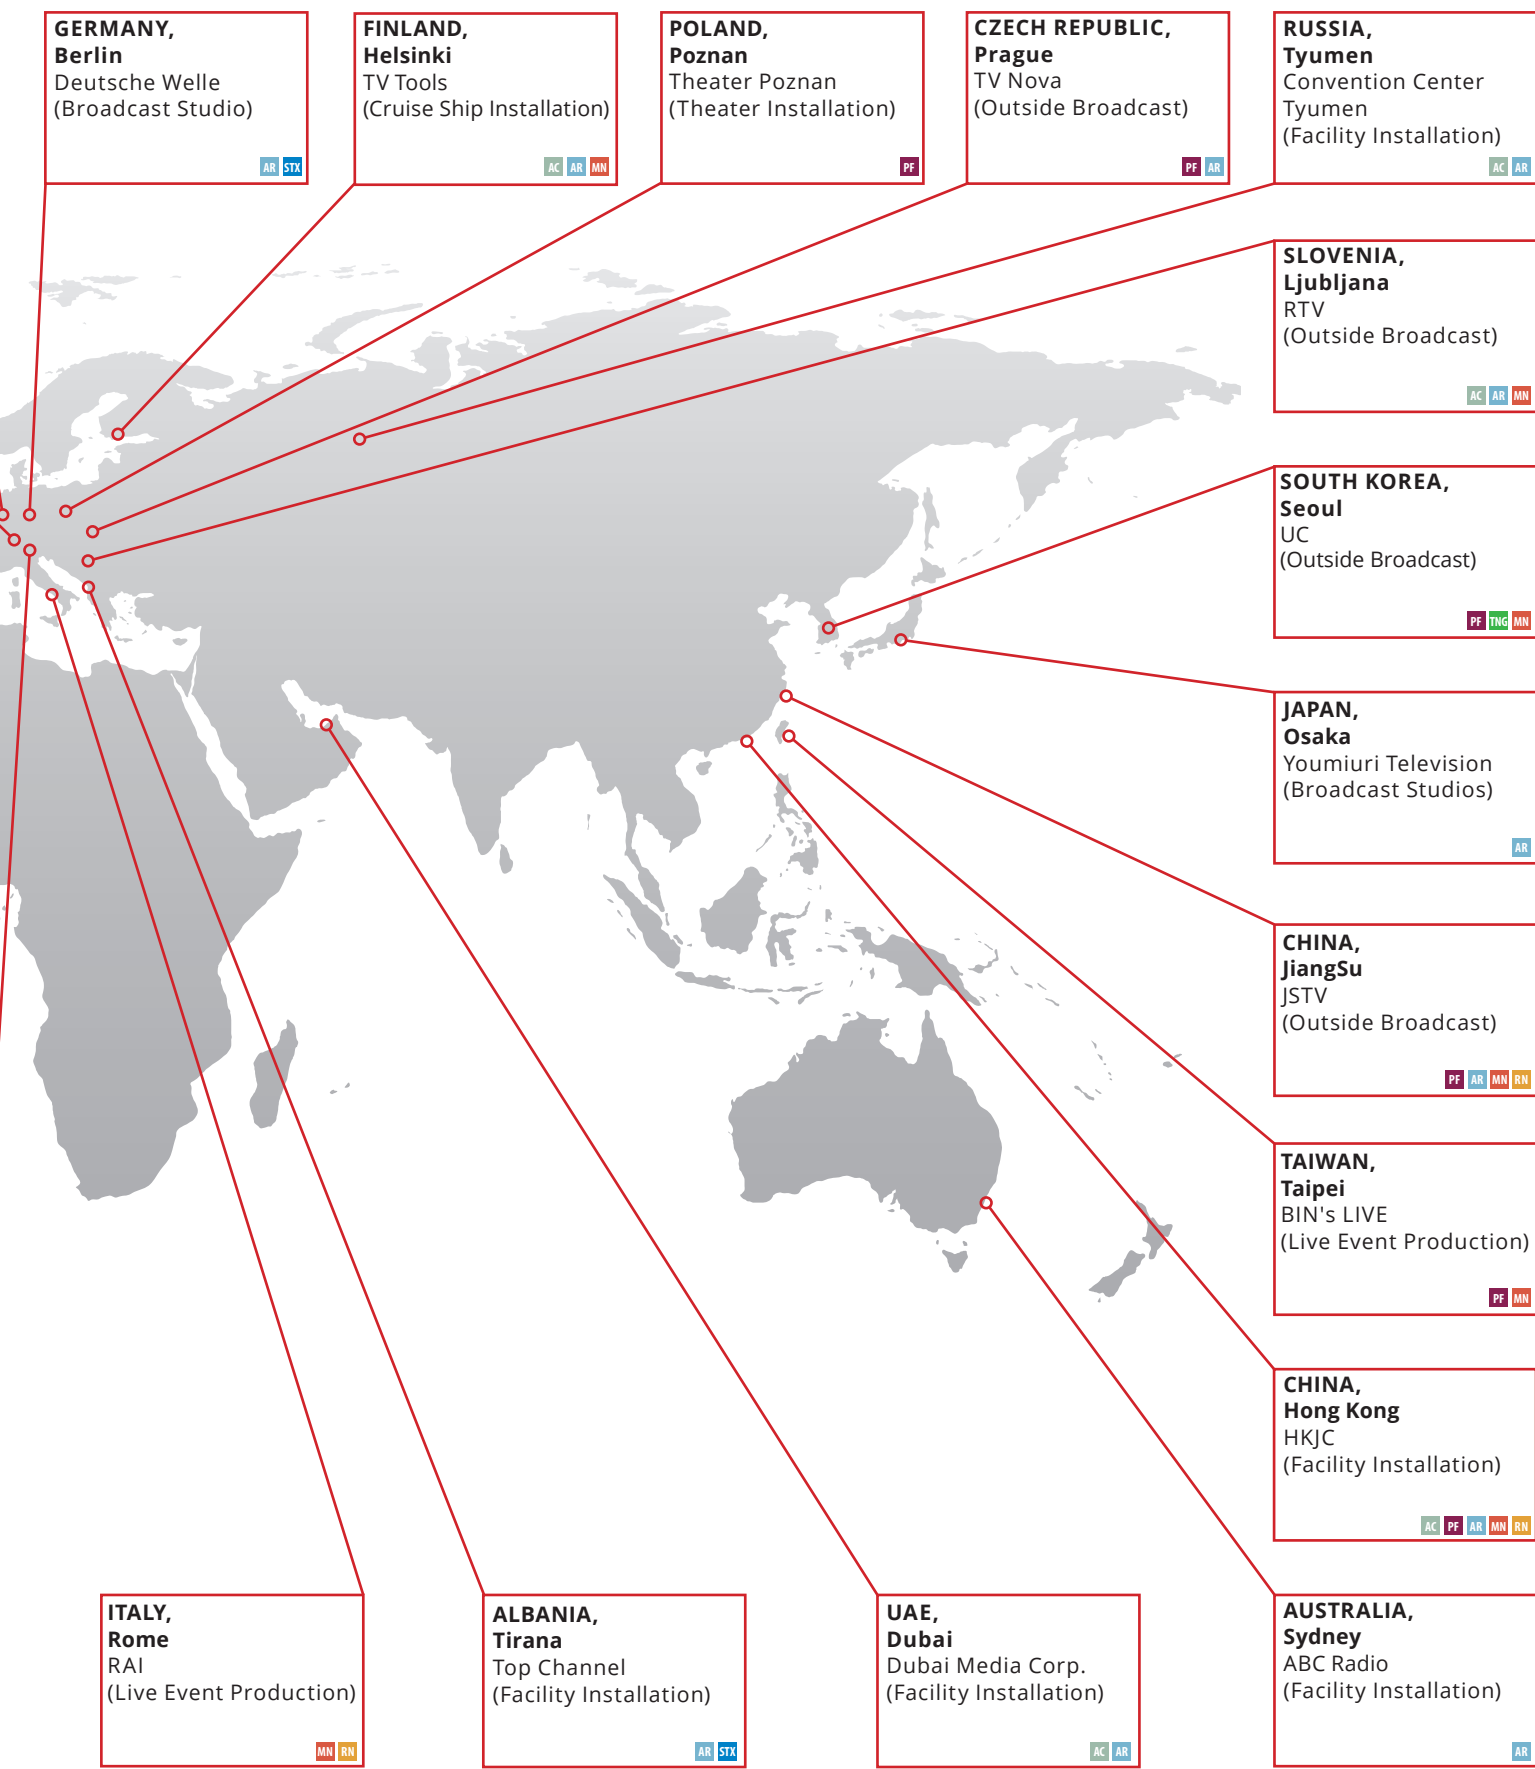 GERMANY,
Berlin
Deutsche Welle
(Broadcast Studio)
AR STX
FINLAND,
Helsinki
TV Tools
(Cruise Ship Installation)
AC AR MN
POLAND,
Poznan
Theater Poznan
(Theater Installation)
PF
CZECH REPUBLIC,
Prague
TV Nova
(Outside Broadcast)
PF AR
RUSSIA,
Tyumen
Convention Center
Tyumen
(Facility Installation)
AC AR
SLOVENIA,
Ljubljana
RTV
(Outside Broadcast)
AC AR MN
SOUTH KOREA,
Seoul
UC
(Outside Broadcast)
PF TNG MN
JAPAN,
Osaka
Youmiuri Television
(Broadcast Studios)
AR
CHINA,
JiangSu
JSTV
(Outside Broadcast)
PF AR MN RN
TAIWAN,
Taipei
BIN's LIVE
(Live Event Production)
PF MN
CHINA,
Hong Kong
HKJC
(Facility Installation)
AC PF AR MN RN
ITALY,
Rome
RAI
(Live Event Production)
MN RN
ALBANIA,
Tirana
Top Channel
(Facility Installation)
AR STX
UAE,
Dubai
Dubai Media Corp.
(Facility Installation)
AC AR
AUSTRALIA,
Sydney
ABC Radio
(Facility Installation)
AR